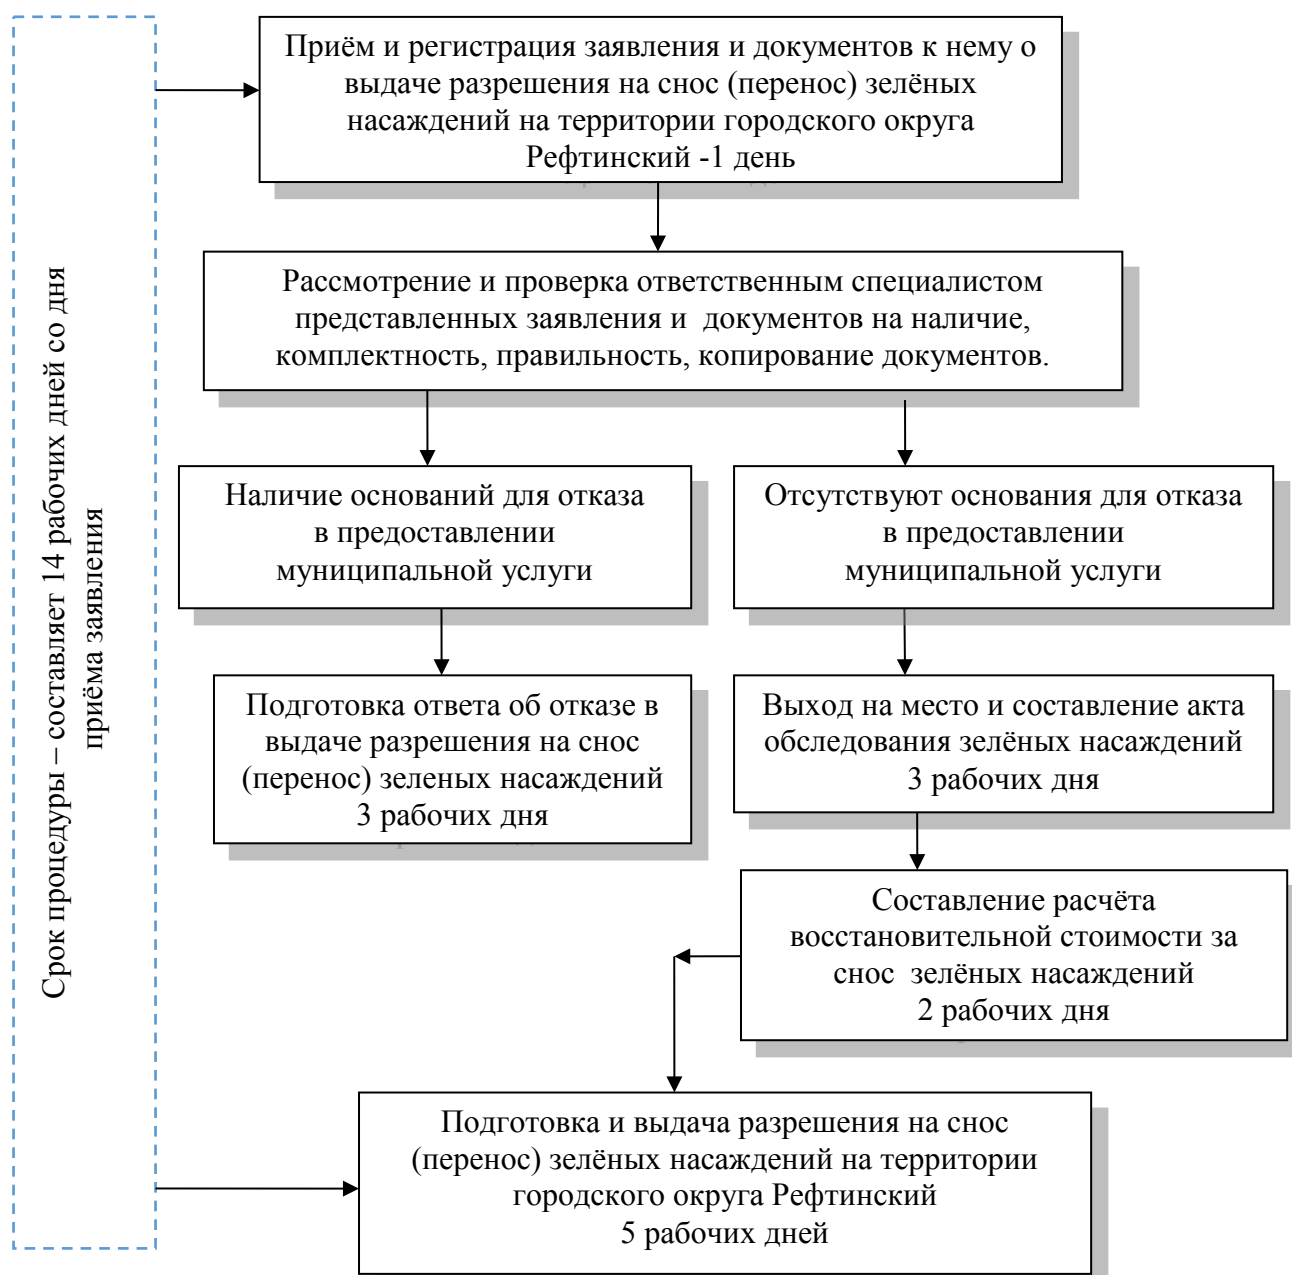 Срок процедуры – составляет 14 рабочих дней со дня
приёма заявления
Приём и регистрация заявления и документов к нему о
выдаче разрешения на снос (перенос) зелёных
насаждений на территории городского округа
Рефтинский -1 день
Рассмотрение и проверка ответственным специалистом
представленных заявления и  документов на наличие,
комплектность, правильность, копирование документов.
Наличие оснований для отказа
в предоставлении
муниципальной услуги
Отсутствуют основания для отказа
в предоставлении
муниципальной услуги
Подготовка ответа об отказе в
выдаче разрешения на снос
(перенос) зеленых насаждений
3 рабочих дня
Выход на место и составление акта
обследования зелёных насаждений
3 рабочих дня
Составление расчёта
восстановительной стоимости за
снос  зелёных насаждений
2 рабочих дня
Подготовка и выдача разрешения на снос
(перенос) зелёных насаждений на территории
городского округа Рефтинский
5 рабочих дней